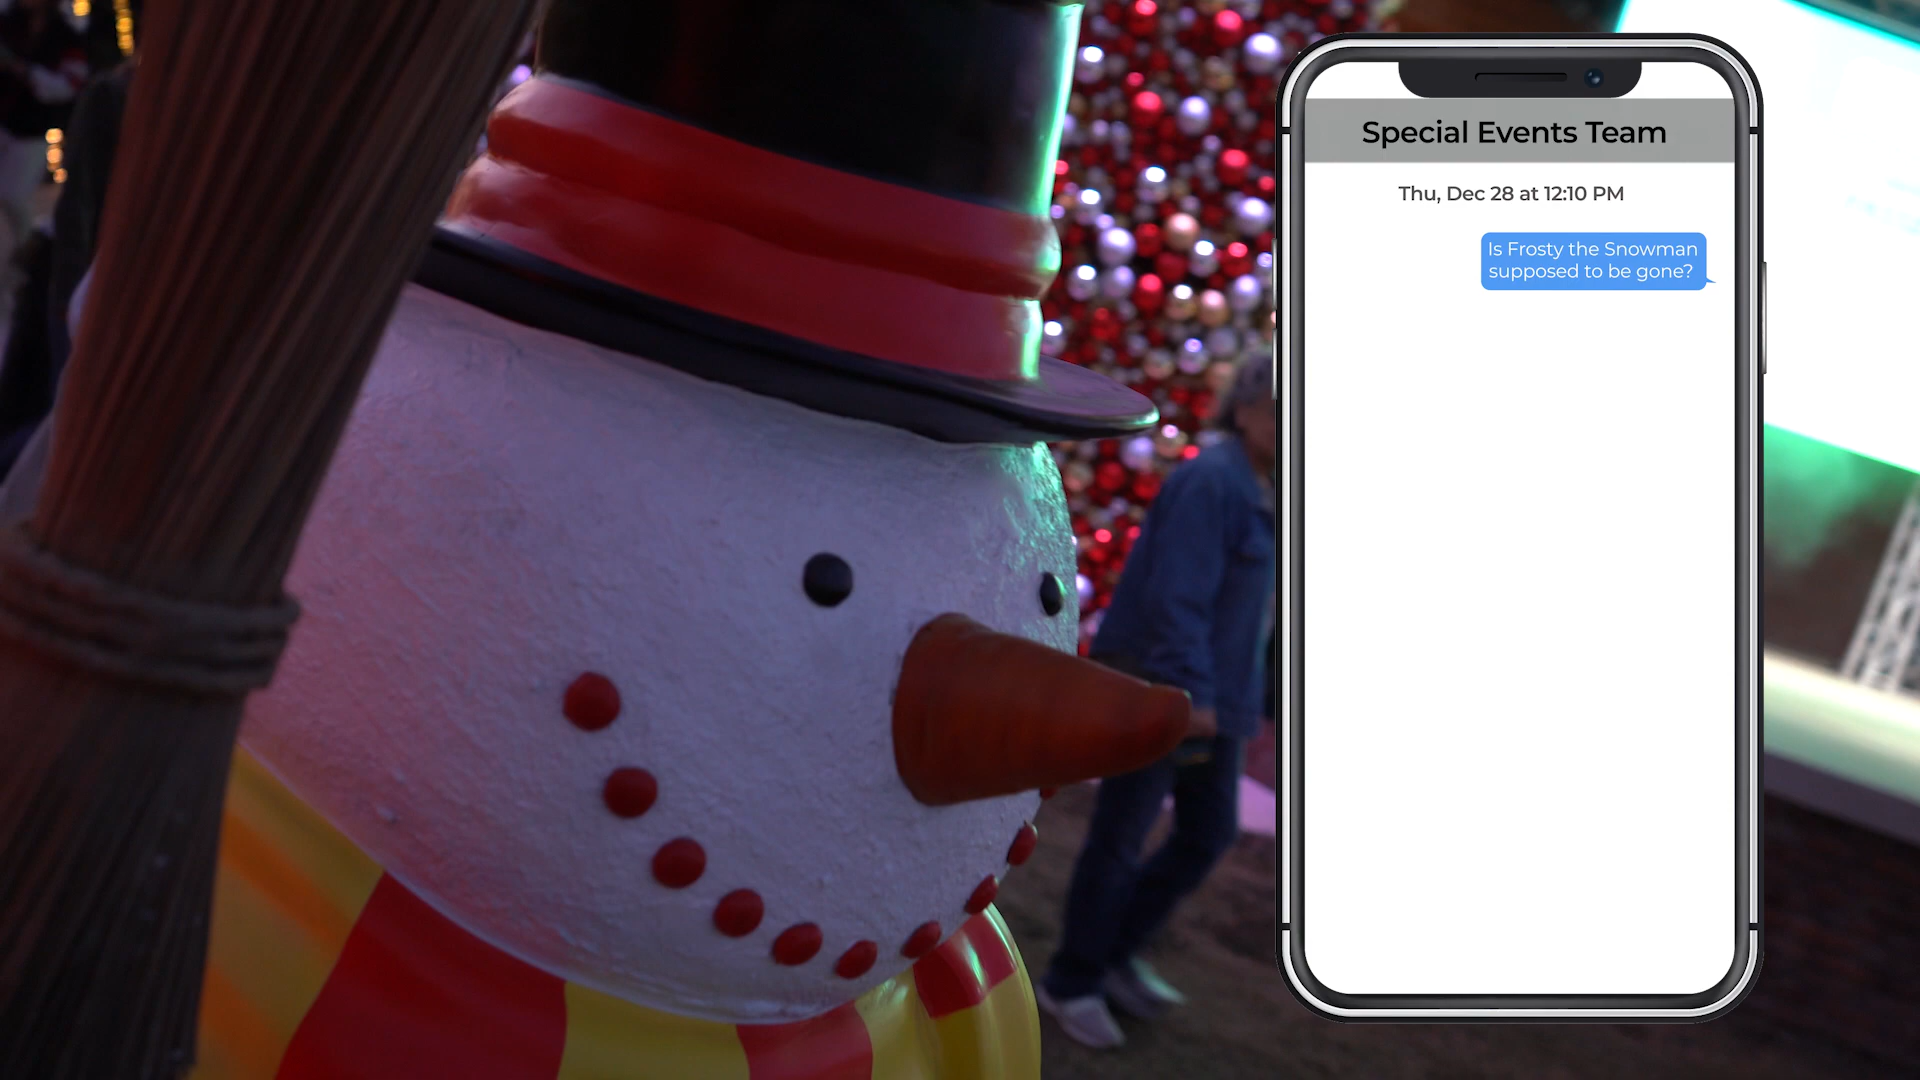 Special Events Team
Thu, Dec 28 at 12:10 PM
Is Frosty the Snowman
supposed to be gone?